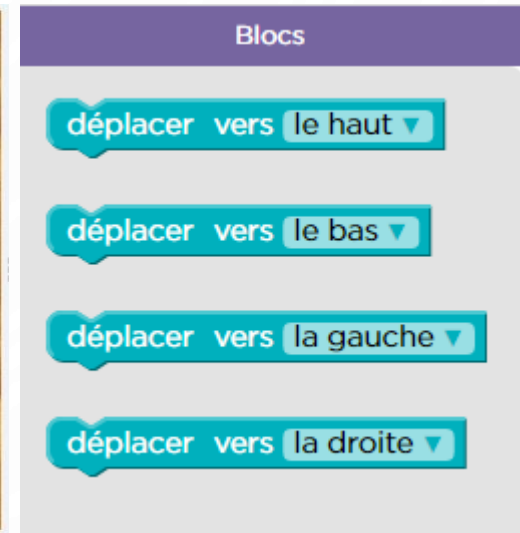 Blocs
déplacer vers le haut
déplacer vers le bas
déplacer vers la gauche
déplacer vers la droite